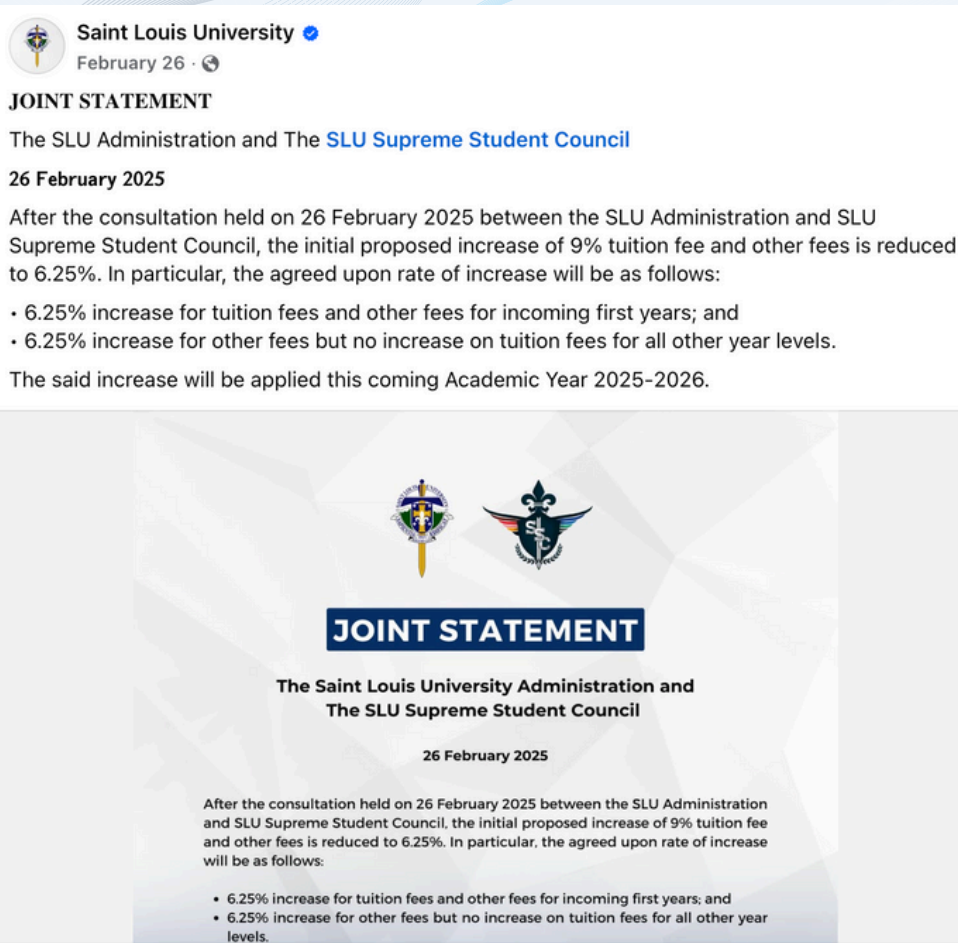 Saint Louis University
February 26 ·
JOINT STATEMENT
The SLU Administration and The SLU Supreme Student Council
26 February 2025
After the consultation held on 26 February 2025 between the SLU Administration and SLU
Supreme Student Council, the initial proposed increase of 9% tuition fee and other fees is reduced
to 6.25%. In particular, the agreed upon rate of increase will be as follows:
• 6.25% increase for tuition fees and other fees for incoming first years; and
• 6.25% increase for other fees but no increase on tuition fees for all other year levels.
The said increase will be applied this coming Academic Year 2025-2026.
SSC
JOINT STATEMENT
The Saint Louis University Administration and
The SLU Supreme Student Council
26 February 2025
After the consultation held on 26 February 2025 between the SLU Administration
and SLU Supreme Student Council, the initial proposed increase of 9% tuition fee
and other fees is reduced to 6.25%. In particular, the agreed upon rate of increase
will be as follows:
• 6.25% increase for tuition fees and other fees for incoming first years; and
• 6.25% increase for other fees but no increase on tuition fees for all other year
levels.